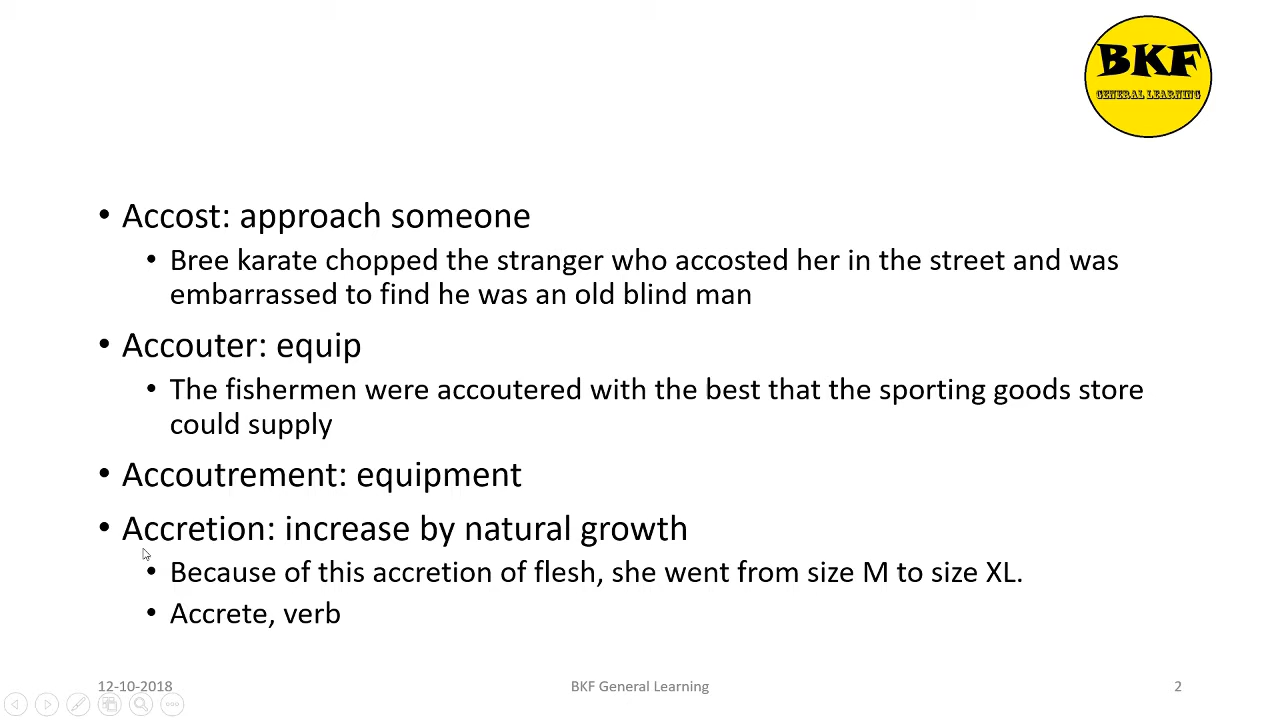 BKF
GENERAL LEARNING
• Accost: approach someone
• Bree karate chopped the stranger who accosted her in the street and was
embarrassed to find he was an old blind man
• Accouter: equip
• The fishermen were accoutered with the best that the sporting goods store
could supply
• Accoutrement: equipment
• Accretion: increase by natural growth
• Because of this accretion of flesh, she went from size M to size XL.
• Accrete, verb
12-10-2018
BKF General Learning
2